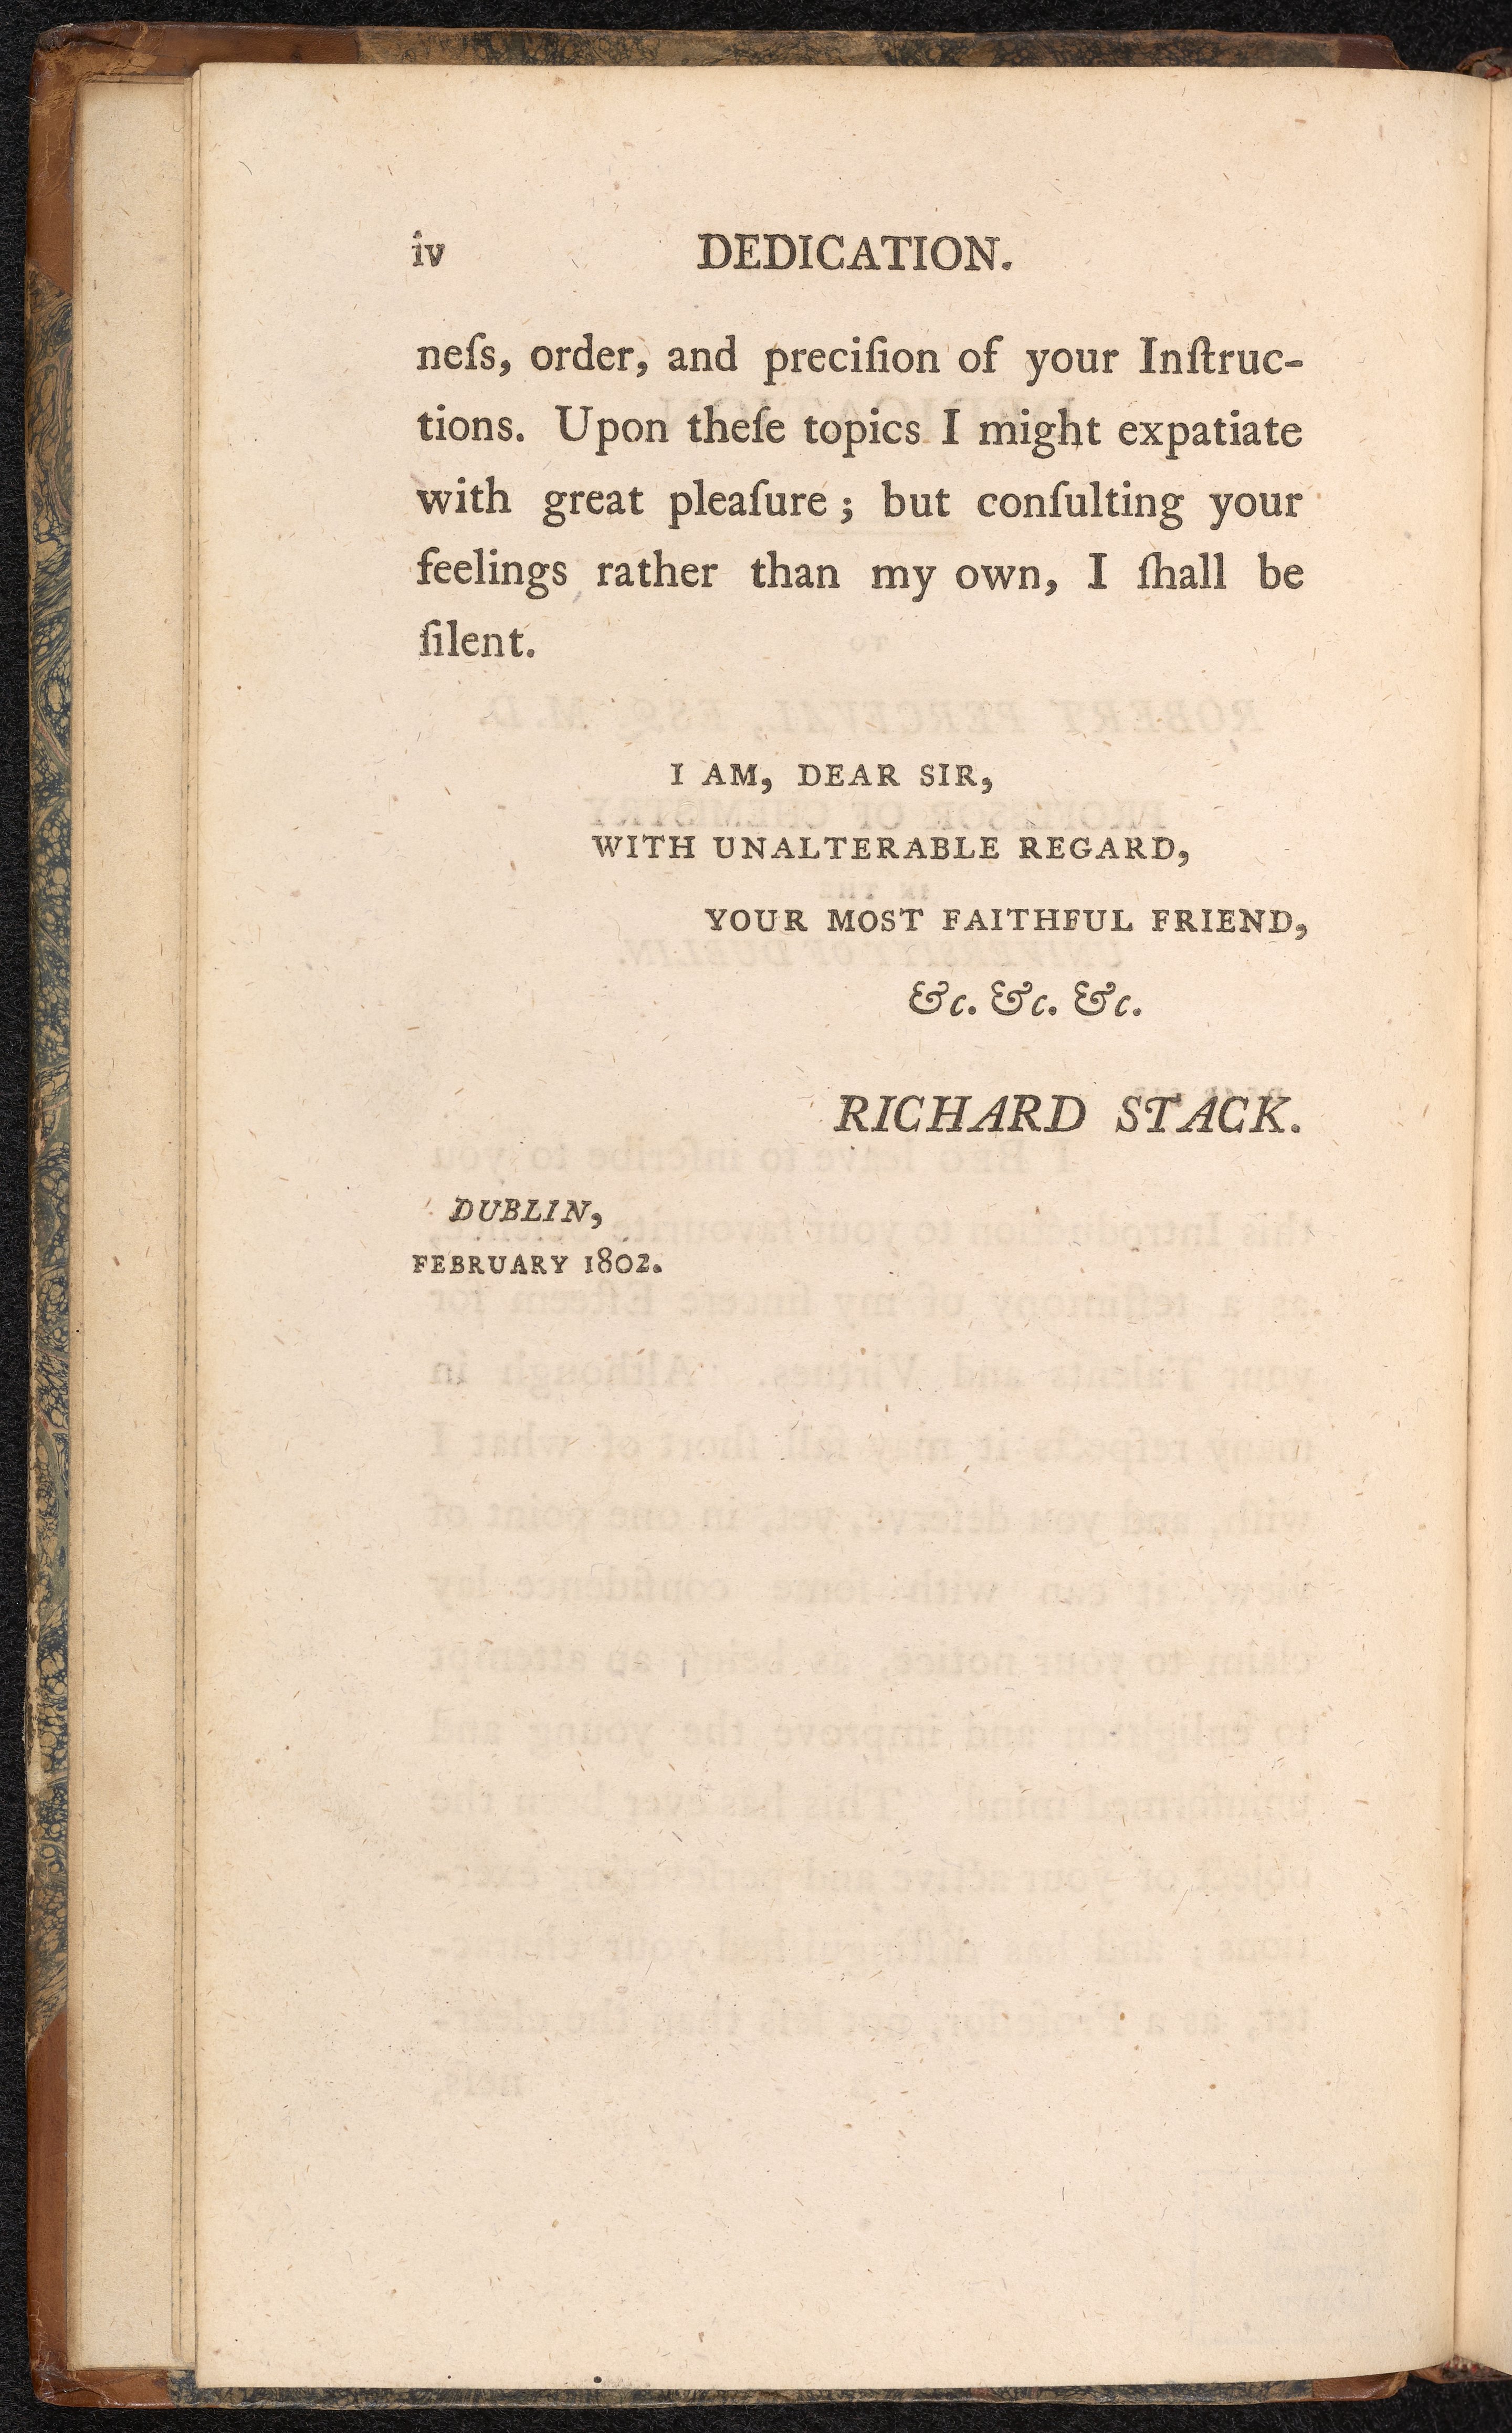 iv DEDICATION.
neſs, order, and preciſion of your Inſtruc-
tions. Upon theſe topics I might expatiate
with great pleaſure; but conſulting your
feelings rather than my own, I ſhall be
ſilent.
I AM, DEAR SIR,
WITH UNALTERABLE REGARD,
YOUR MOST FAITHFUL FRIEND,
&c. &c. &c.
RICHARD STACK.
DUBLIN,
FEBRUARY 1802.